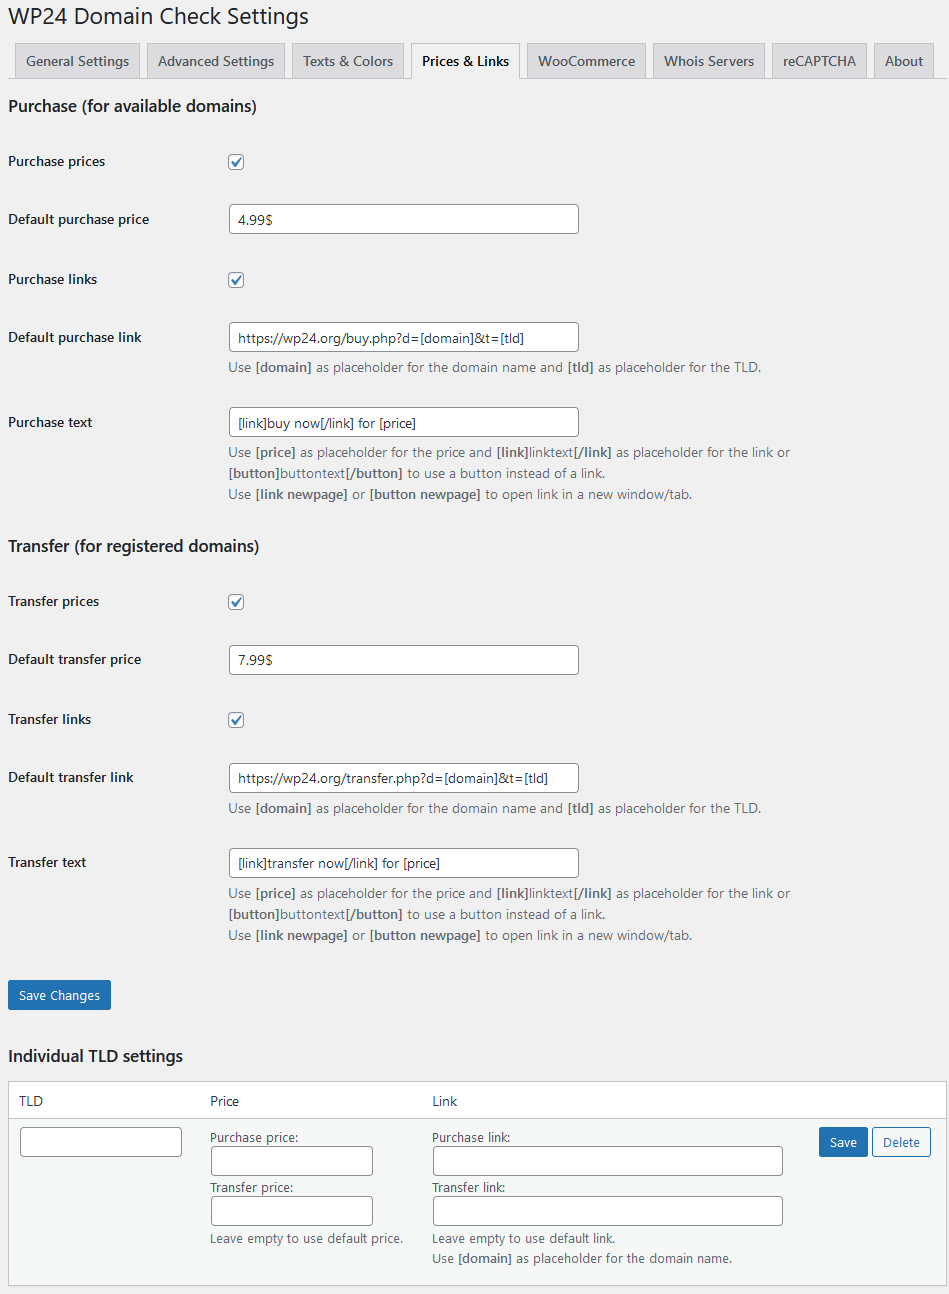 WP24 Domain Check Settings
General Settings
Advanced Settings
Texts & Colors
Prices & Links
WooCommerce
Whois Servers
reCAPTCHA
About
Purchase (for available domains)
Purchase prices
Default purchase price
4.99$
Purchase links
Default purchase link
https://wp24.org/buy.php?d=[domain]&t=[tld]
Use [domain] as placeholder for the domain name and [tld] as placeholder for the TLD.
Purchase text
[link]buy now[/link] for [price]
Use [price] as placeholder for the price and [link]linktext[/link] as placeholder for the link or
[button]buttontext[/button] to use a button instead of a link.
Use [link newpage] or [button newpage] to open link in a new window/tab.
Transfer (for registered domains)
Transfer prices
Default transfer price
7.99$
Transfer links
Default transfer link
https://wp24.org/transfer.php?d=[domain]&t=[tld]
Use [domain] as placeholder for the domain name and [tld] as placeholder for the TLD.
Transfer text
[link]transfer now[/link] for [price]
Use [price] as placeholder for the price and [link]linktext[/link] as placeholder for the link or
[button]buttontext[/button] to use a button instead of a link.
Use [link newpage] or [button newpage] to open link in a new window/tab.
Save Changes
Individual TLD settings
TLD
Price
Link
Purchase price:
Purchase link:
Save
Delete
Transfer price:
Transfer link:
Leave empty to use default price.
Leave empty to use default link.
Use [domain] as placeholder for the domain name.